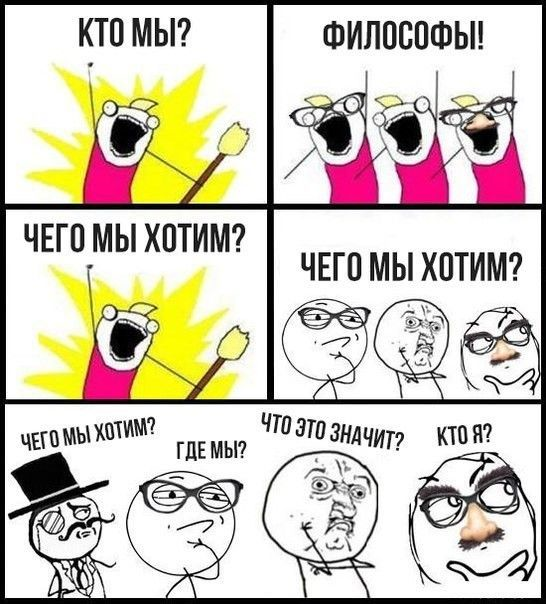 КТО МЫ?
ФИЛОСОФЫ!
ЧЕГО МЫ ХОТИМ?
ЧЕГО МЫ ХОТИМ?
ЧЕГО МЫ ХОТИМ?
ГДЕ МЫ?
ЧТО ЭТО ЗНАЧИТ?
КТО Я?